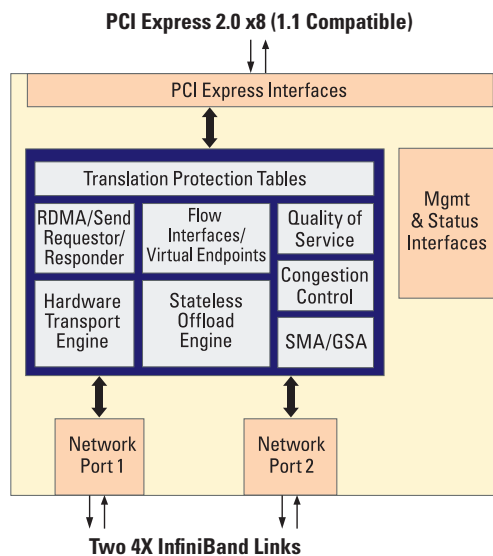 PCI Express 2.0 x8 (1.1 Compatible)
PCI Express Interfaces
Translation Protection Tables
RDMA/Send
Requestor/
Responder
Flow
Interfaces/
Virtual Endpoints
Quality of
Service
Congestion
Control
Hardware
Transport
Engine
Stateless
Offload
Engine
SMA/GSA
Mgmt
& Status
Interfaces
Network
Port 1
Network
Port 2
Two 4X InfiniBand Links